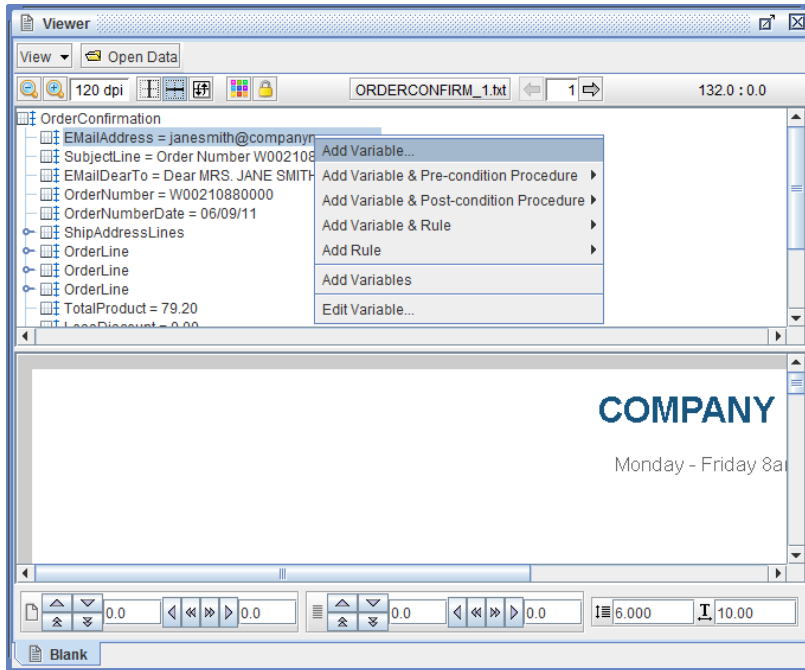 Viewer
View Open Data
120 dpi ORDERCONFIRM_1.txt 1 132.0 : 0.0
OrderConfirmation
EMailAddress = janesmith@companyn
SubjectLine = Order Number W002108
EMailDearTo = Dear MRS. JANE SMITH
OrderNumber = W00210880000
OrderNumberDate = 06/09/11
ShipAddressLines
OrderLine
OrderLine
OrderLine
TotalProduct = 79.20
LessDiscount = 0.00
Add Variable...
Add Variable & Pre-condition Procedure
Add Variable & Post-condition Procedure
Add Variable & Rule
Add Rule
Add Variables
Edit Variable...
COMPANY
Monday - Friday 8a
0.0 0.0 0.0 0.0 6.000 10.00
Blank